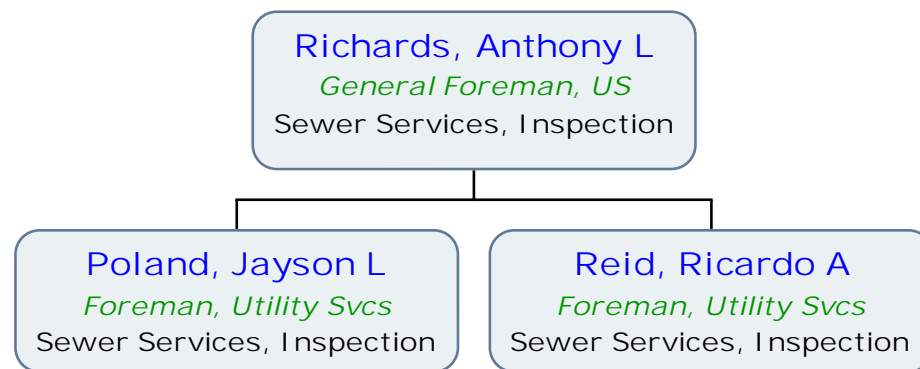 Richards, Anthony L
General Foreman, US
Sewer Services, Inspection
Poland, Jayson L
Foreman, Utility Svcs
Sewer Services, Inspection
Reid, Ricardo A
Foreman, Utility Svcs
Sewer Services, Inspection